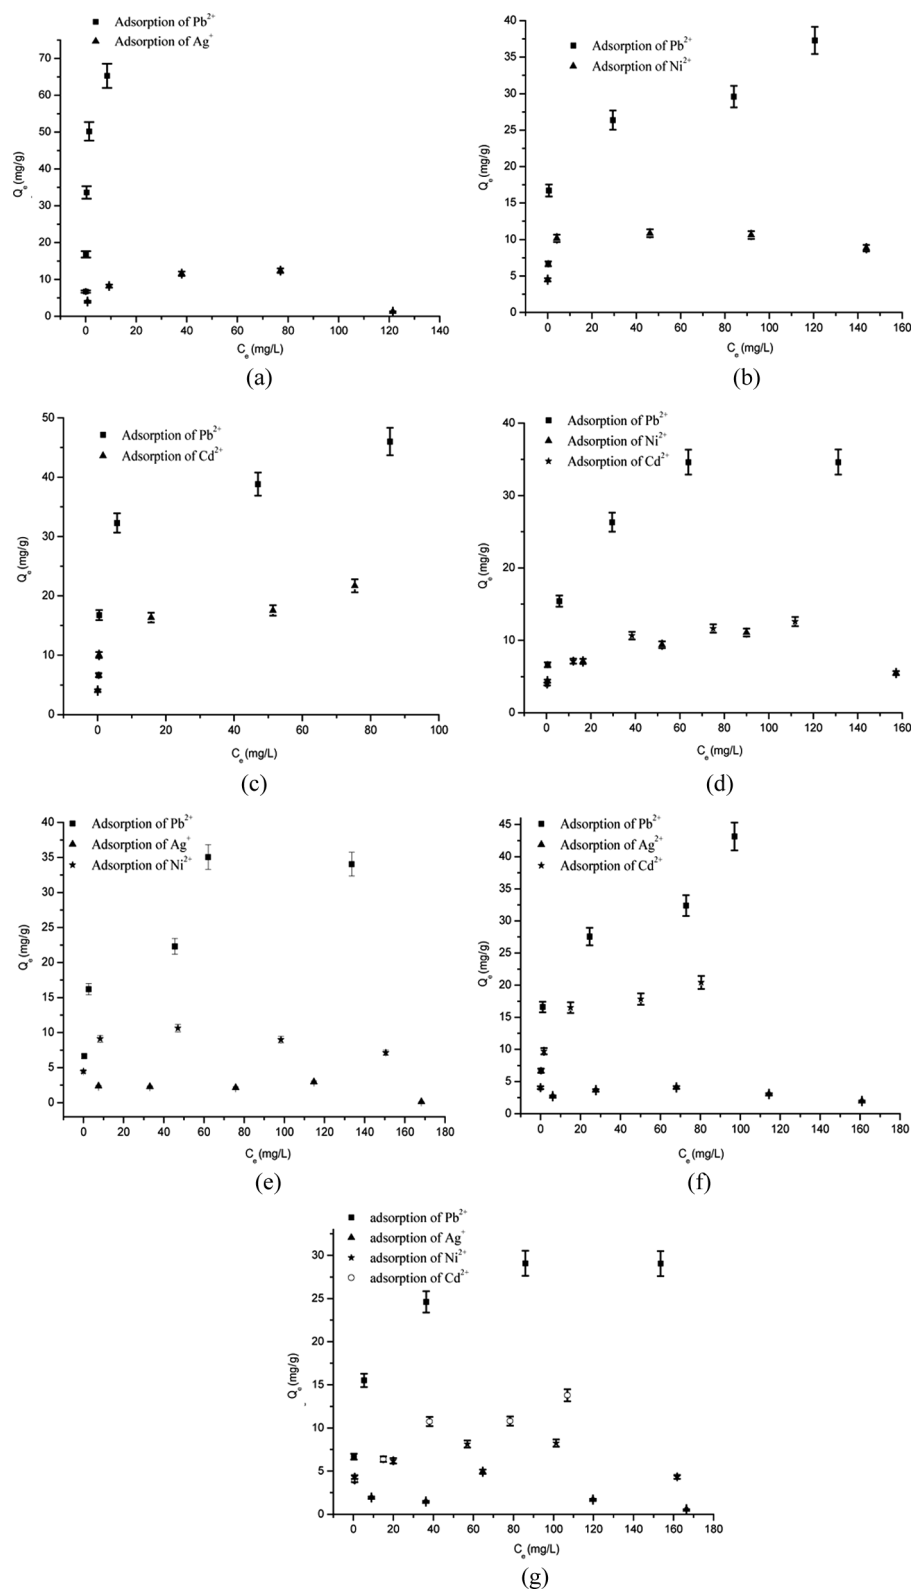 Adsorption of Pb²⁺
Adsorption of Ag⁺
Qe (mg/g)
70
60
50
40
30
20
10
0
0 20 40 60 80 100 120 140
Ce (mg/L)
(a)
Adsorption of Pb²⁺
Adsorption of Ni²⁺
Qe (mg/g)
40
35
30
25
20
15
10
5
0
0 20 40 60 80 100 120 140 160
Ce (mg/L)
(b)
Adsorption of Pb²⁺
Adsorption of Cd²⁺
Qe (mg/g)
50
40
30
20
10
0
0 20 40 60 80 100
Ce (mg/L)
(c)
Adsorption of Pb²⁺
Adsorption of Ni²⁺
Adsorption of Cd²⁺
Qe (mg/g)
40
30
20
10
0
0 20 40 60 80 100 120 140 160
Ce (mg/L)
(d)
Adsorption of Pb²⁺
Adsorption of Ag⁺
Adsorption of Ni²⁺
Qe (mg/g)
40
35
30
25
20
15
10
5
0
0 20 40 60 80 100 120 140 160 180
Ce (mg/L)
(e)
Adsorption of Pb²⁺
Adsorption of Ag²⁺
Adsorption of Cd²⁺
Qe (mg/g)
45
40
35
30
25
20
15
10
5
0
0 20 40 60 80 100 120 140 160 180
Ce (mg/L)
(f)
adsorption of Pb²⁺
adsorption of Ag⁺
adsorption of Ni²⁺
adsorption of Cd²⁺
Qe (mg/g)
30
25
20
15
10
5
0
0 20 40 60 80 100 120 140 160 180
Ce (mg/L)
(g)